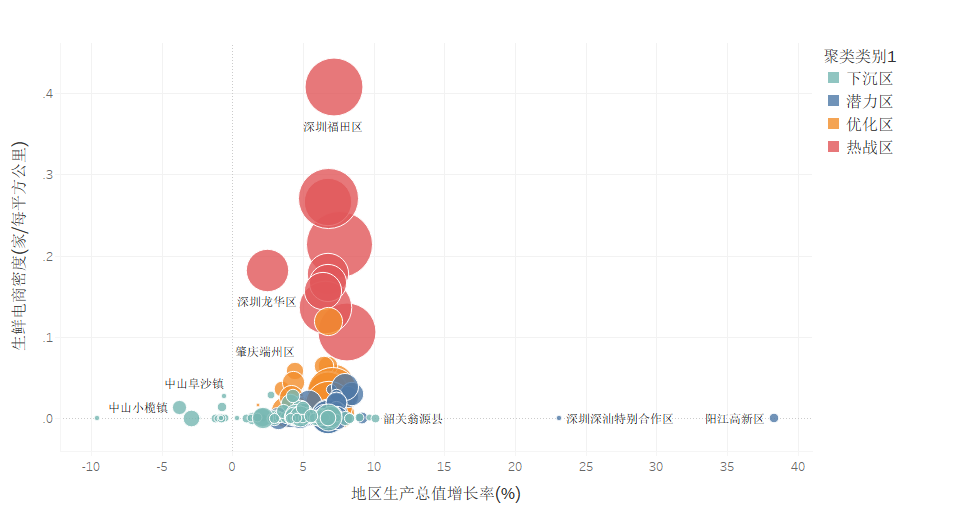 聚类类别1
下沉区
潜力区
优化区
热战区
生鲜电商密度(家/每平方公里)
.4
.3
.2
.1
.0
深圳福田区
深圳龙华区
肇庆端州区
中山阜沙镇
中山小榄镇
韶关翁源县
深圳深汕特别合作区
阳江高新区
-10
-5
0
5
10
15
20
25
30
35
40
地区生产总值增长率(%)